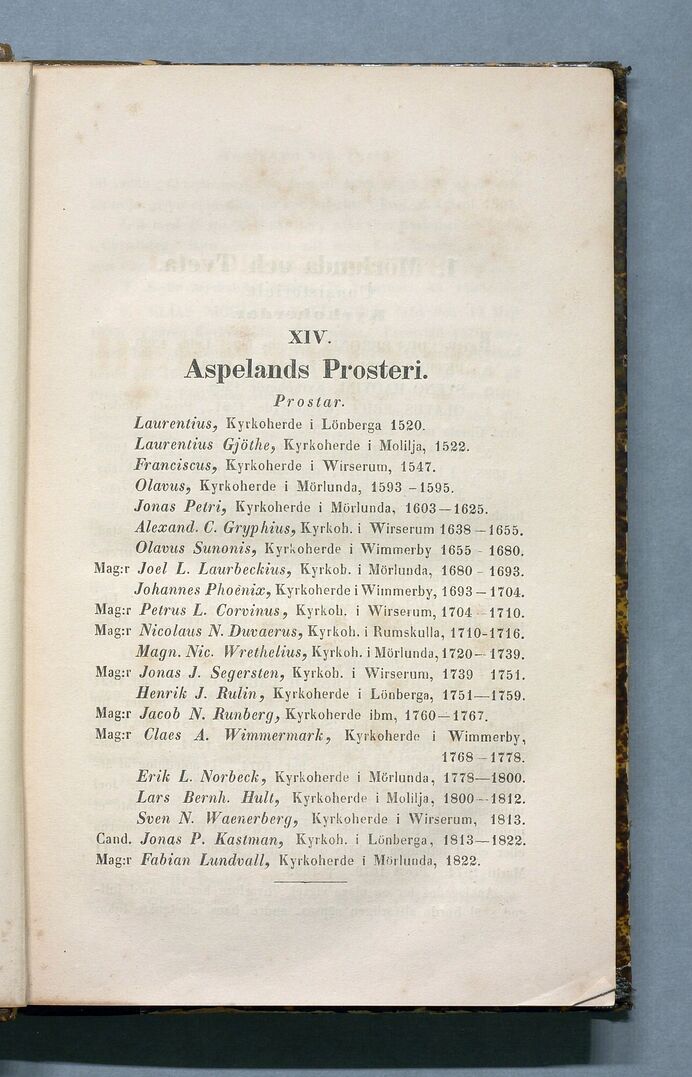 XIV.
Aspelands Prosteri.
Prostar.
Laurentius, Kyrkoherde i Lönberga 1520.
Laurentius Gjöthe, Kyrkoherde i Molilja, 1522.
Franciscus, Kyrkoherde i Wirserum, 1547.
Olavus, Kyrkoherde i Mörlunda, 1593 - 1595.
Jonas Petri, Kyrkoherde i Mörlunda, 1603—1625.
Alexand. C. Gryphius, Kyrkoh. i Wirserum 1638—1655.
Olavus Sunonis, Kyrkoherde i Wimmerby 1655 - 1680.
Mag:r Joel L. Laurbeckius, Kyrkoh. i Mörlunda, 1680 - 1693.
Johannes Phoënix, Kyrkoherde i Wimmerby, 1693—1704.
Mag:r Petrus L. Corvinus, Kyrkoh. i Wirserum, 1704—1710.
Mag:r Nicolaus N. Duvaerus, Kyrkoh. i Rumskulla, 1710-1716.
Magn. Nic. Wrethelius, Kyrkoh. i Mörlunda, 1720—1739.
Mag:r Jonas J. Segersten, Kyrkoh. i Wirserum, 1739 1751.
Henrik J. Rulin, Kyrkoherde i Lönberga, 1751—1759.
Mag:r Jacob N. Runberg, Kyrkoherde ibm, 1760—1767.
Mag:r Claes A. Wimmermark, Kyrkoherde i Wimmerby,
1768—1778.
Erik L. Norbeck, Kyrkoherde i Mörlunda, 1778—1800.
Lars Bernh. Hult, Kyrkoherde i Molilja, 1800—1812.
Sven N. Waenerberg, Kyrkoherde i Wirserum, 1813.
Cand. Jonas P. Kastman, Kyrkoh. i Lönberga, 1813—1822.
Mag:r Fabian Lundvall, Kyrkoherde i Mörlunda, 1822.